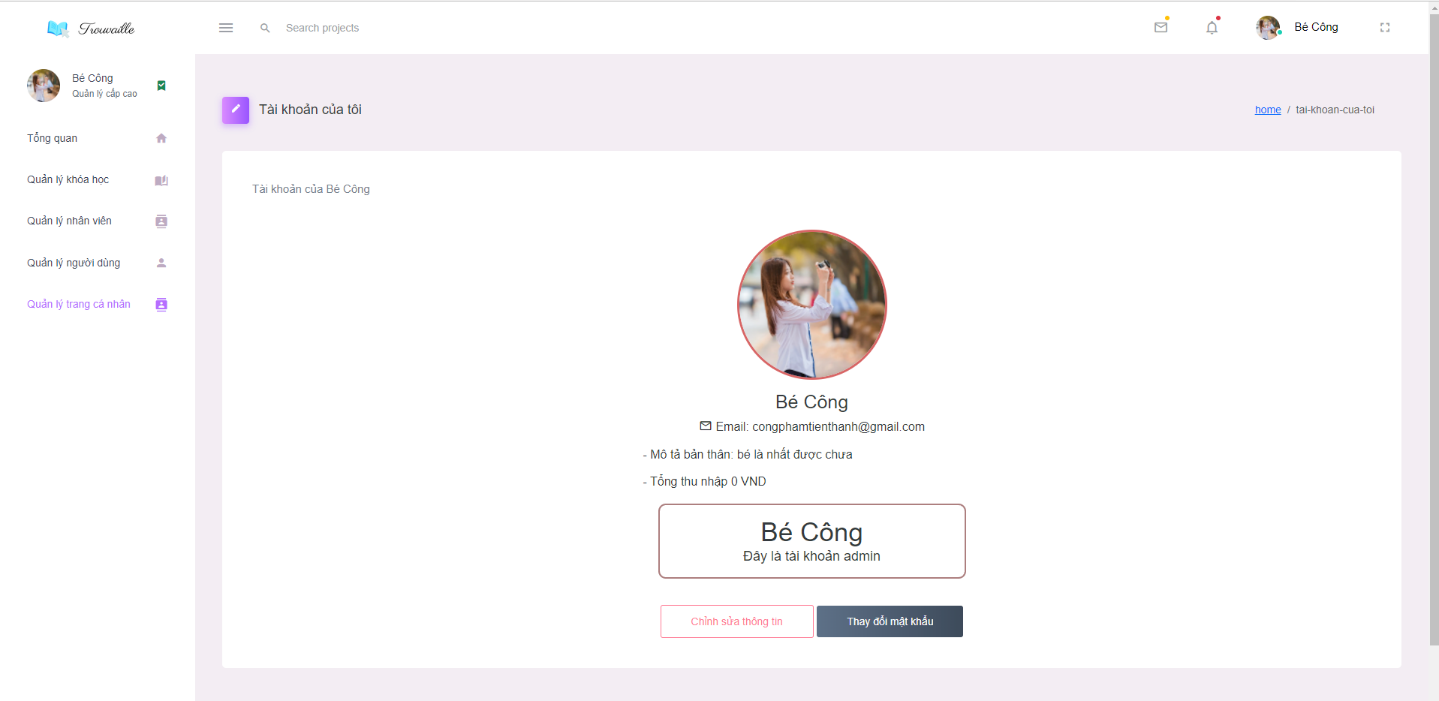 Trouvaille
Search projects
Bé Công
Bé Công
Quản lý cấp cao
Tổng quan
Quản lý khóa học
Quản lý nhân viên
Quản lý người dùng
Quản lý trang cá nhân
Tài khoản của tôi
home / tai-khoan-cua-toi
Tài khoản của Bé Công
Bé Công
Email: congphamtienthanh@gmail.com
- Mô tả bản thân: bé là nhất được chưa
- Tổng thu nhập 0 VND
Bé Công
Đây là tài khoản admin
Chỉnh sửa thông tin
Thay đổi mật khẩu